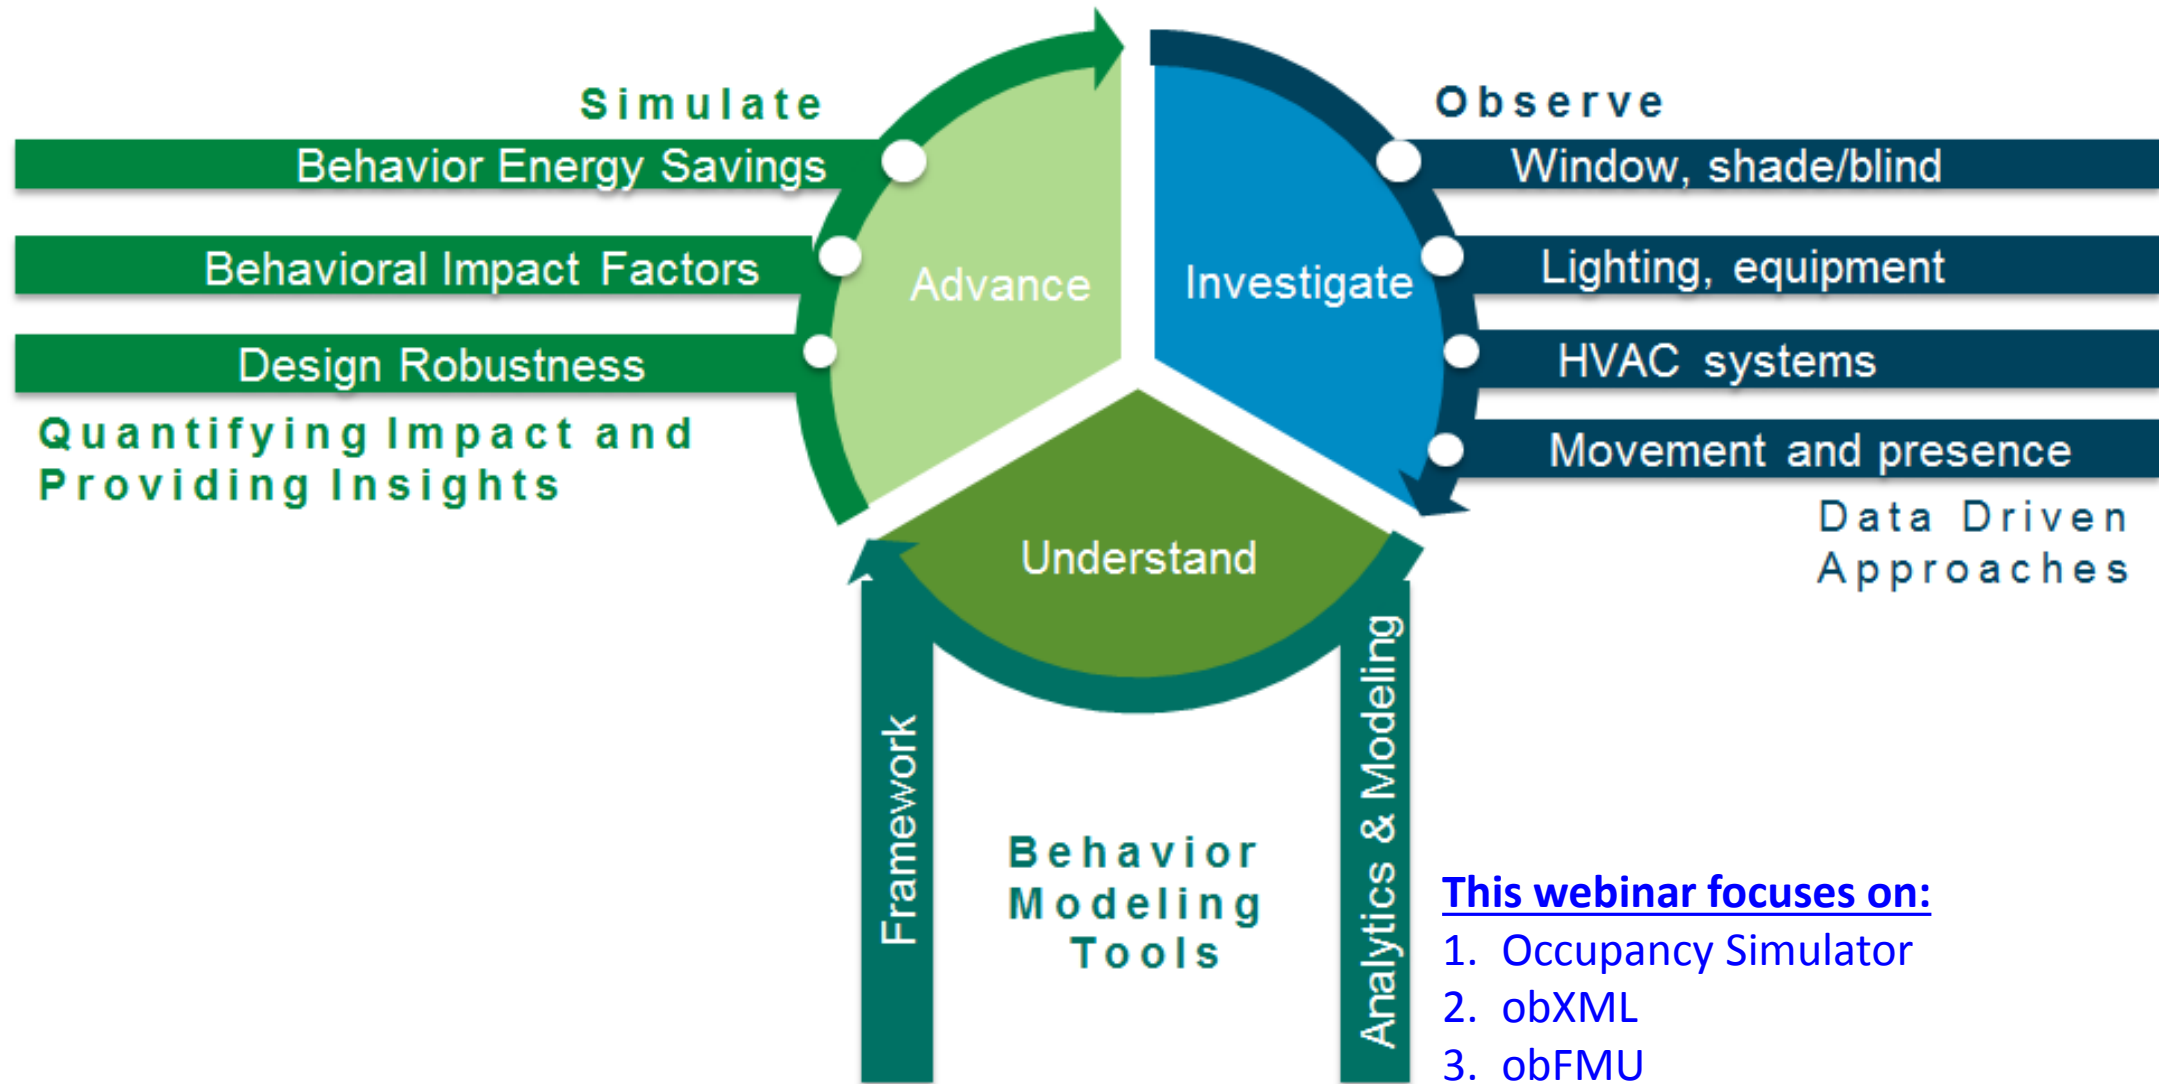 Simulate
Behavior Energy Savings
Behavioral Impact Factors
Design Robustness
Quantifying Impact and
Providing Insights
Advance
Investigate
Understand
Observe
Window, shade/blind
Lighting, equipment
HVAC systems
Movement and presence
Data Driven
Approaches
Framework
Behavior
Modeling
Tools
Analytics & Modeling
This webinar focuses on:
1. Occupancy Simulator
2. obXML
3. obFMU